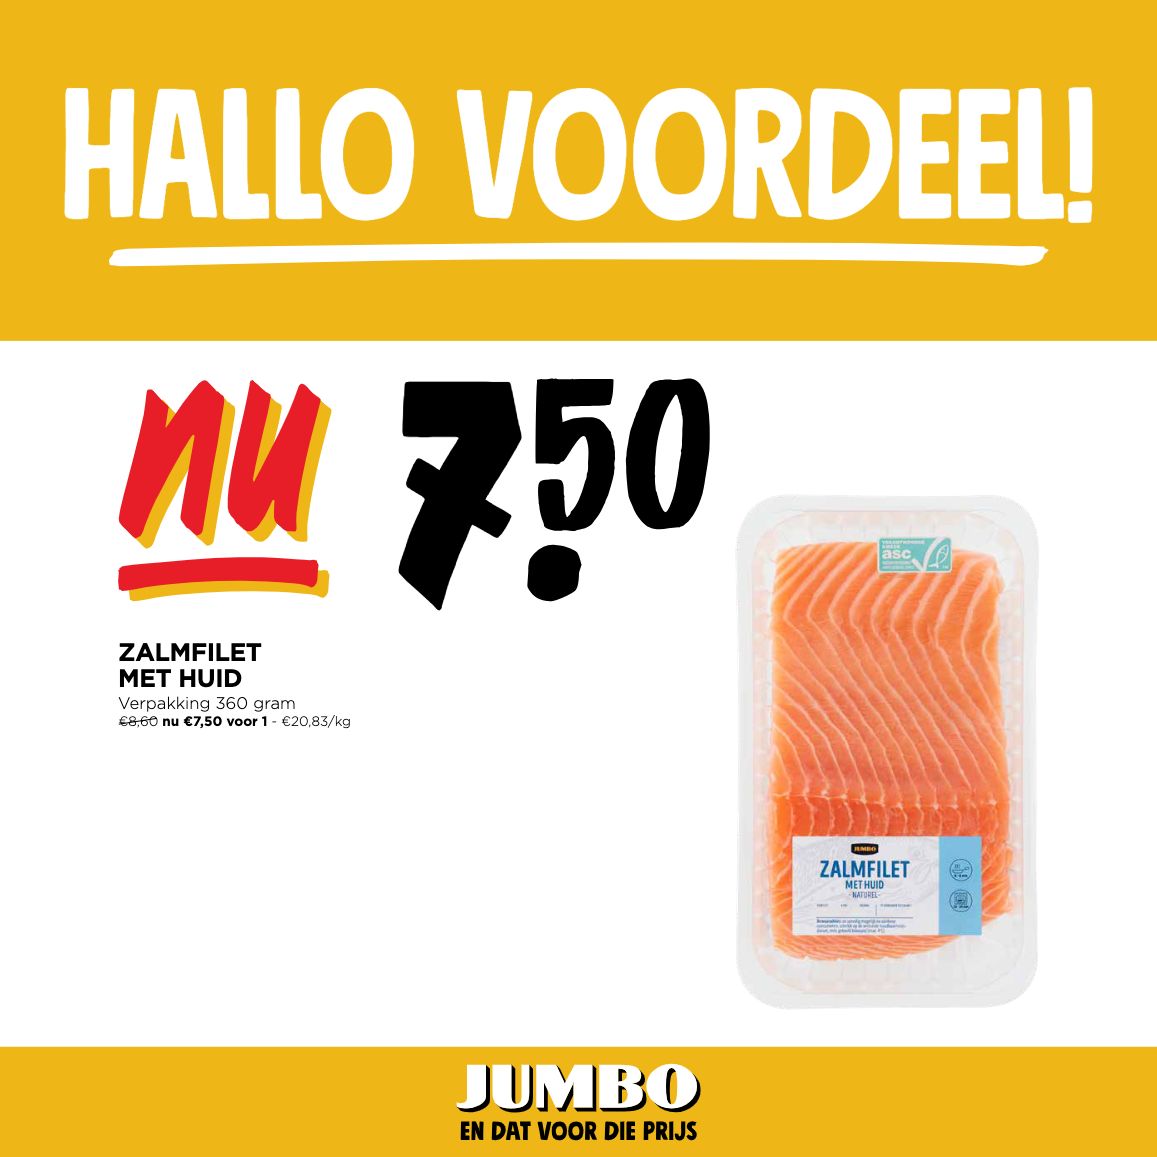 HALLO VOORDEEL!
nu 7.50
ZALMFILET
MET HUID
Verpakking 360 gram
€8,60 nu €7,50 voor 1 - €20,83/kg
asc
JUMBO
ZALMFILET
MET HUID
- NATUREL -
JUMBO
EN DAT VOOR DIE PRIJS